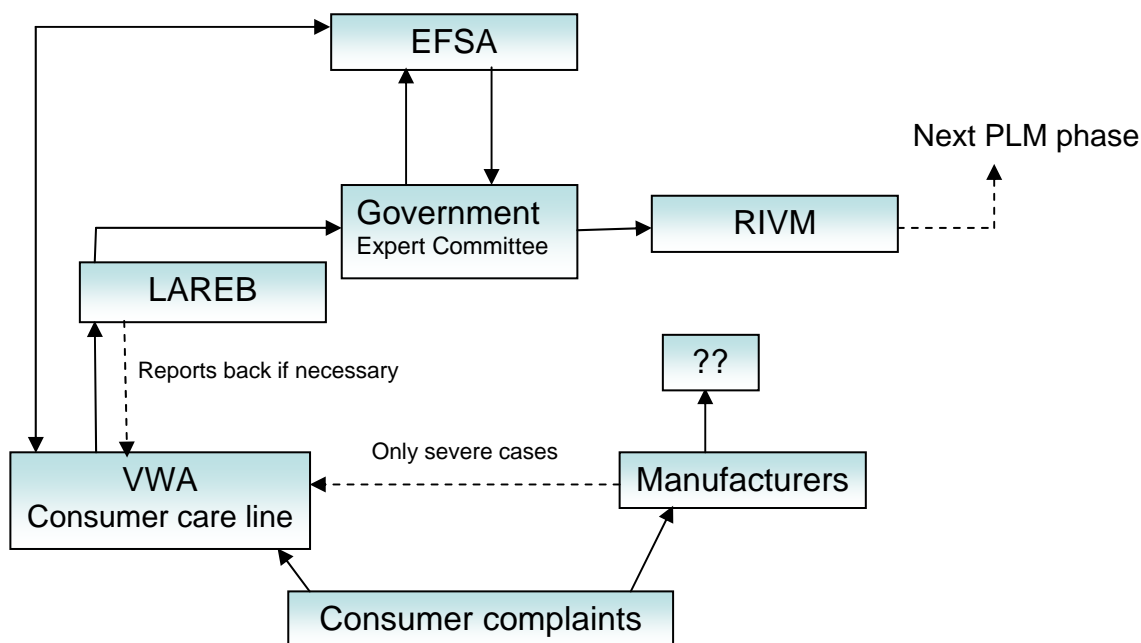 EFSA
Next PLM phase
Government
Expert Committee
RIVM
LAREB
Reports back if necessary
??
Only severe cases
VWA
Consumer care line
Manufacturers
Consumer complaints